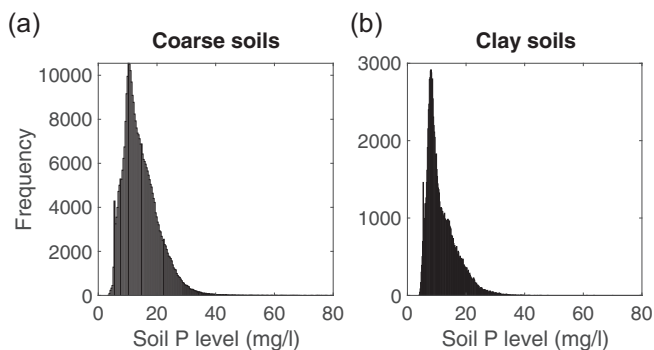 (a) Coarse soils
(b) Clay soils
10000
8000
6000
4000
2000
0
Frequency
0 20 40 60 80
Soil P level (mg/l)
3000
2000
1000
0
0 20 40 60 80
Soil P level (mg/l)